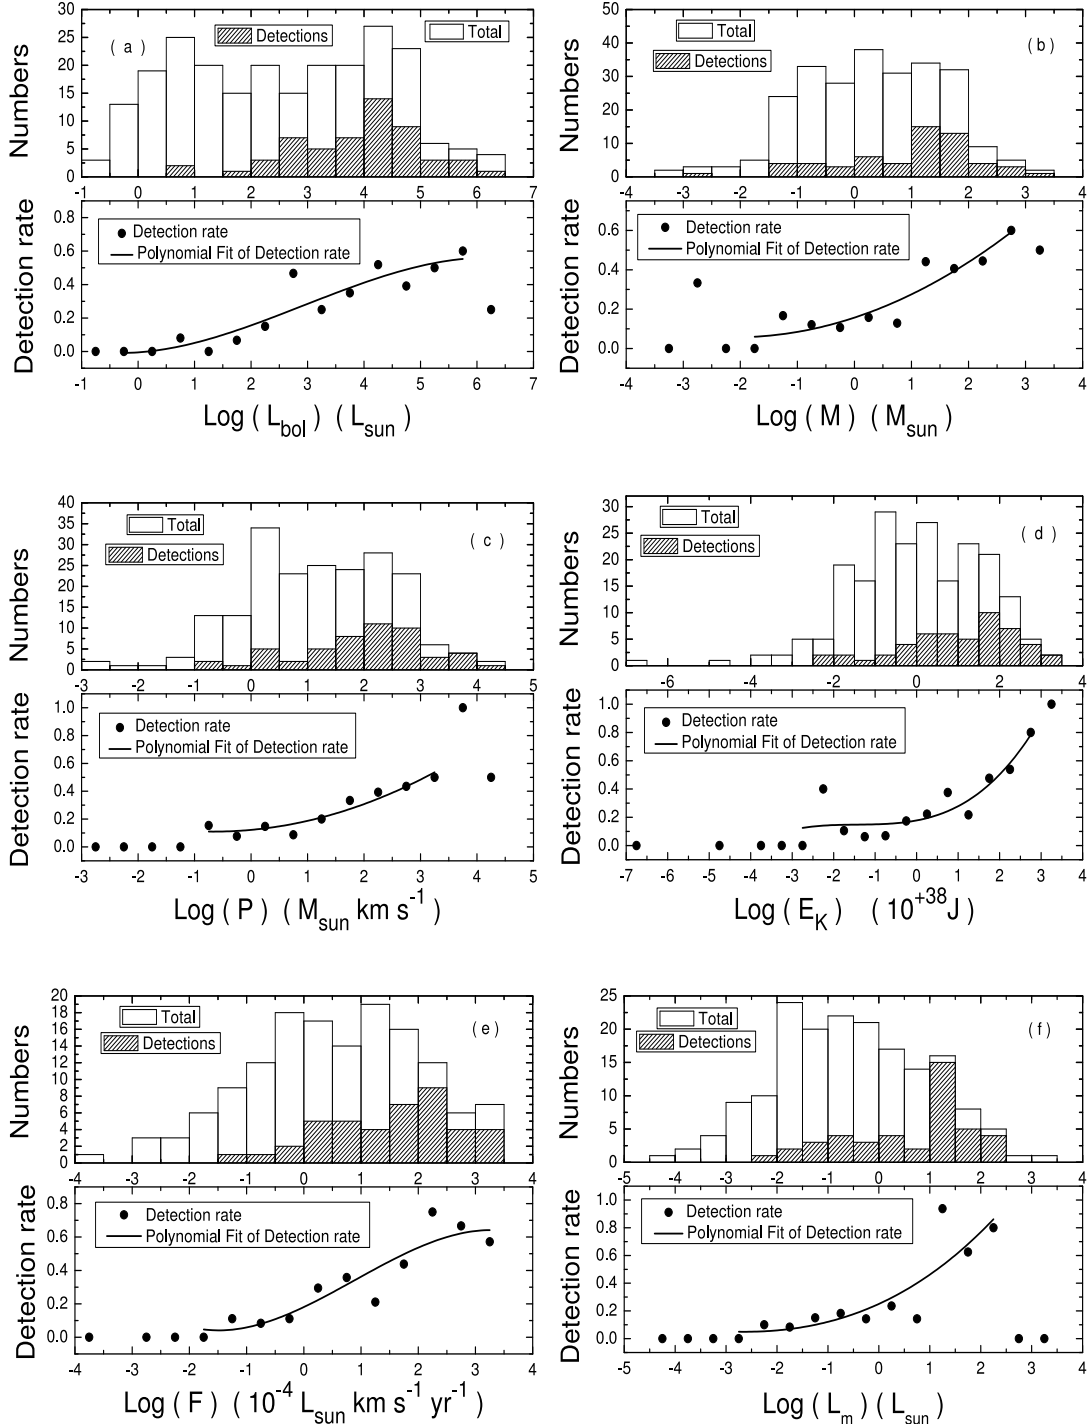 Numbers
30
25
20
15
10
5
0
( a )
Detections
Total
-1 0 1 2 3 4 5 6 7
Detection rate
0.8
0.6
0.4
0.2
0.0
Detection rate
Polynomial Fit of Detection rate
-1 0 1 2 3 4 5 6 7
Log ( L_bol ) ( L_sun )
Numbers
50
40
30
20
10
0
Total
Detections
( b )
-4 -3 -2 -1 0 1 2 3 4
Detection rate
0.6
0.4
0.2
0.0
Detection rate
Polynomial Fit of Detection rate
-4 -3 -2 -1 0 1 2 3 4
Log ( M ) ( M_sun )
Numbers
40
35
30
25
20
15
10
5
0
Total
Detections
( c )
-3 -2 -1 0 1 2 3 4 5
Detection rate
1.0
0.8
0.6
0.4
0.2
0.0
Detection rate
Polynomial Fit of Detection rate
-3 -2 -1 0 1 2 3 4 5
Log ( P ) ( M_sun km s^-1
Numbers
30
25
20
15
10
5
0
Total
Detections
( d )
-6 -4 -2 0 2 4
Detection rate
1.0
0.8
0.6
0.4
0.2
0.0
Detection rate
Polynomial Fit of Detection rate
-7 -6 -5 -4 -3 -2 -1 0 1 2 3 4
Log ( E_K ) ( 10^+38 J )
Numbers
20
18
16
14
12
10
8
6
4
2
0
Total
Detections
( e )
-4 -3 -2 -1 0 1 2 3 4
Detection rate
0.8
0.6
0.4
0.2
0.0
Detection rate
Polynomial Fit of Detection rate
-4 -3 -2 -1 0 1 2 3 4
Log ( F ) ( 10^-4 L_sun km s^-1 yr^-1 )
Numbers
25
20
15
10
5
0
Total
Detections
( f )
-5 -4 -3 -2 -1 0 1 2 3 4
Detection rate
1.0
0.8
0.6
0.4
0.2
0.0
Detection rate
Polynomial Fit of Detection rate
-5 -4 -3 -2 -1 0 1 2 3 4
Log ( L_m ) ( L_sun )